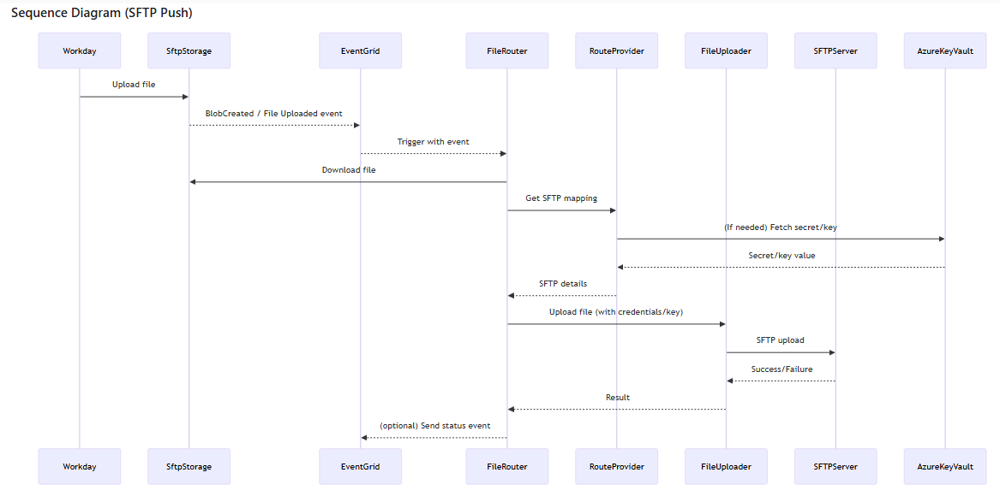 Sequence Diagram (SFTP Push)
Workday
SftpStorage
EventGrid
FileRouter
RouteProvider
FileUploader
SFTPServer
AzureKeyVault
Upload file
BlobCreated / File Uploaded event
Trigger with event
Download file
Get SFTP mapping
(If needed) Fetch secret/key
Secret/key value
SFTP details
Upload file (with credentials/key)
SFTP upload
Success/Failure
Result
(optional) Send status event
Workday
SftpStorage
EventGrid
FileRouter
RouteProvider
FileUploader
SFTPServer
AzureKeyVault